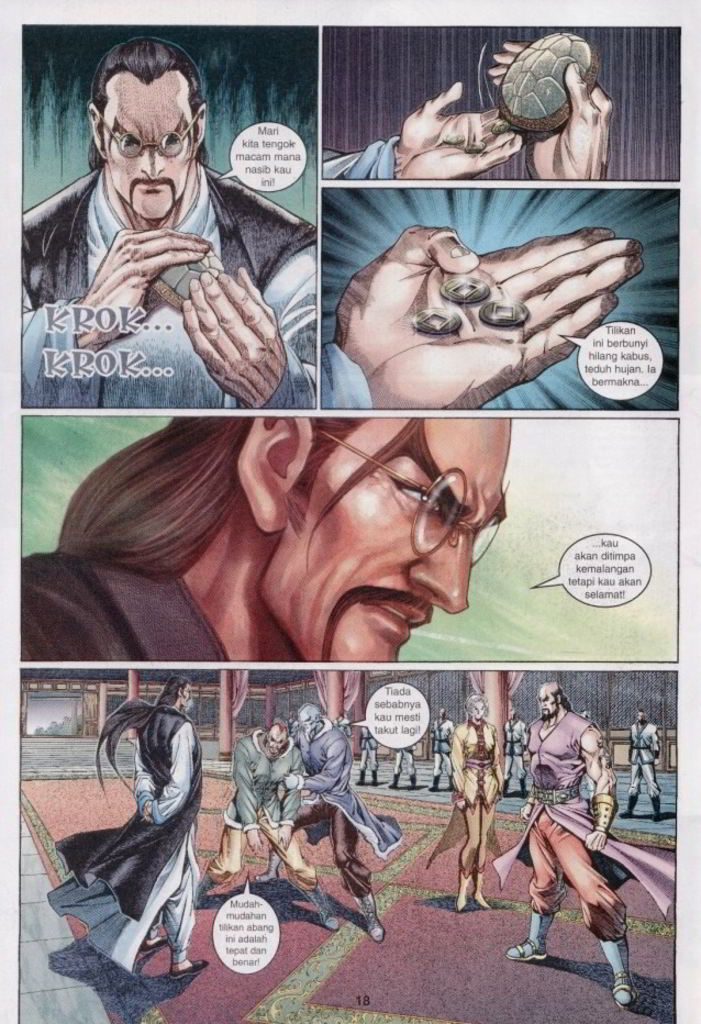 Mari
kita tengok
macam mana
nasib kau
ini!
KROK...
KROK...
Tilikan
ini berbunyi
hilang kabus,
teduh hujan. Ia
bermakna...
...kau
akan ditimpa
kemalangan
tetapi kau akan
selamat!
Tiada
sebabnya
kau mesti
takut lagi!
Mudah-
mudahan
tilikan abang
ini adalah
tepat dan
benar!
18